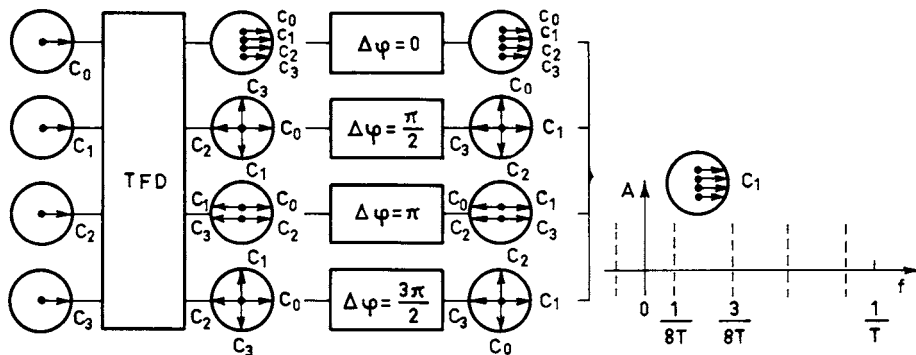 C0
C1
C2
C3
TFD
C0
C1
C2
C3
Δφ = 0
C0
C1
C2
C3
C3
C2
C0
C1
Δφ = π/2
C0
C3
C1
C2
C1
C0
C3
C2
Δφ = π
C0
C1
C2
C3
C1
C2
C0
C3
Δφ = 3π/2
C2
C3
C1
C0
A
C1
f
0
1/8T
3/8T
1/T